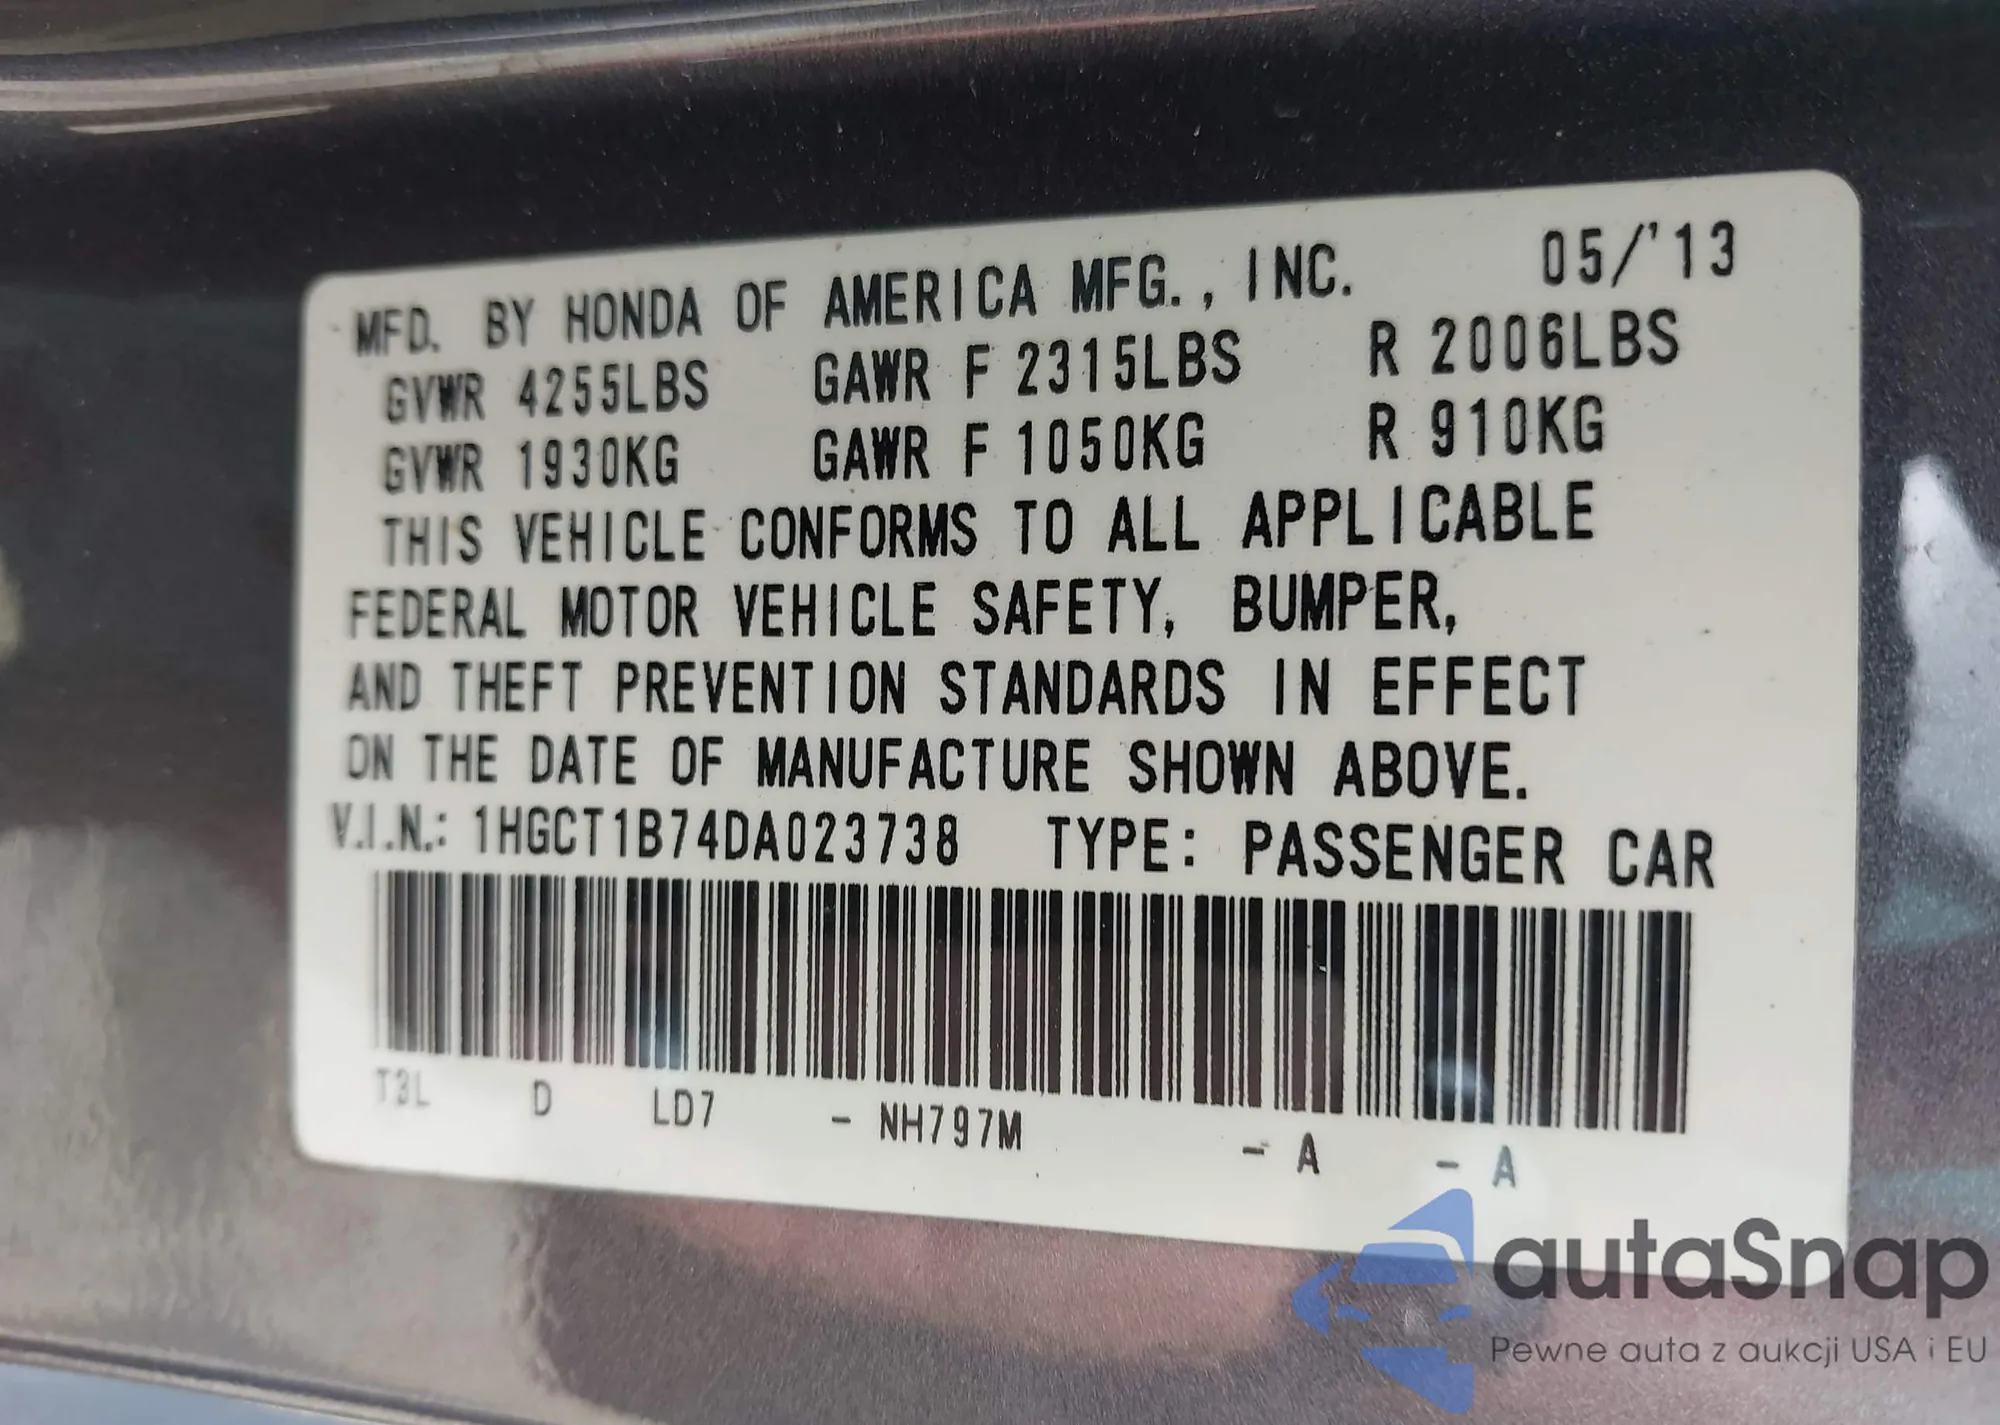 MFD. BY HONDA OF AMERICA MFG., INC. 05/'13
GVWR 4255LBS GAWR F 2315LBS R 2006LBS
GVWR 1930KG GAWR F 1050KG R 910KG
THIS VEHICLE CONFORMS TO ALL APPLICABLE
FEDERAL MOTOR VEHICLE SAFETY, BUMPER,
AND THEFT PREVENTION STANDARDS IN EFFECT
ON THE DATE OF MANUFACTURE SHOWN ABOVE.
V.I.N.: 1HGCT1B74DA023738 TYPE: PASSENGER CAR
T3L D LD7 - NH797M - A - A
autaSnap
Pewne auta z aukcji USA i EU